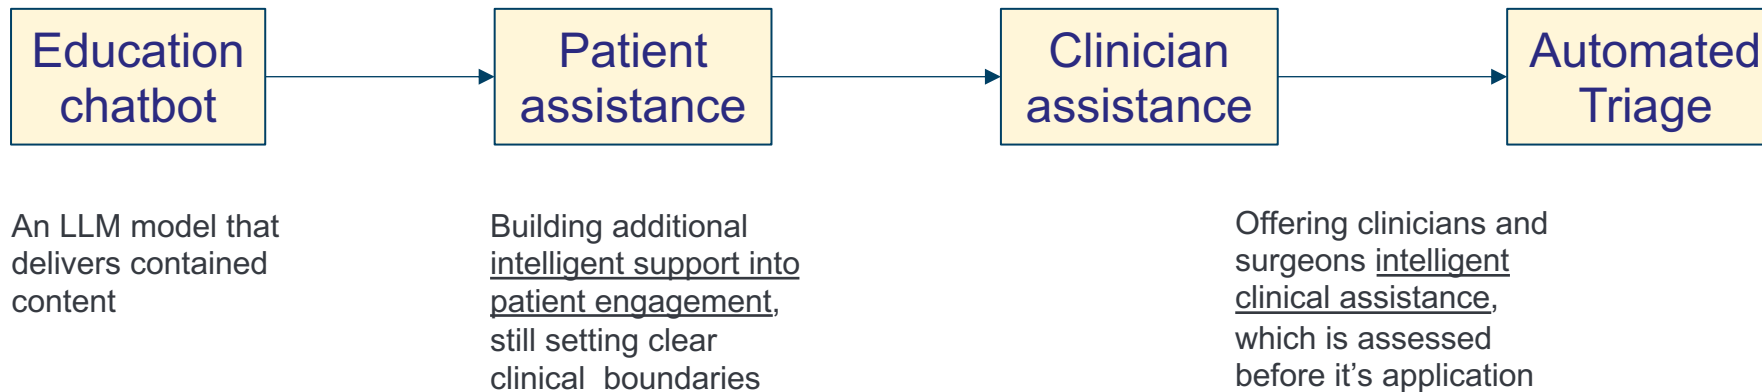 Education
chatbot
Patient
assistance
Clinician
assistance
Automated
Triage
An LLM model that
delivers contained
content
Building additional
intelligent support into
patient engagement,
still setting clear
clinical  boundaries
Offering clinicians and
surgeons intelligent
clinical assistance,
which is assessed
before it’s application